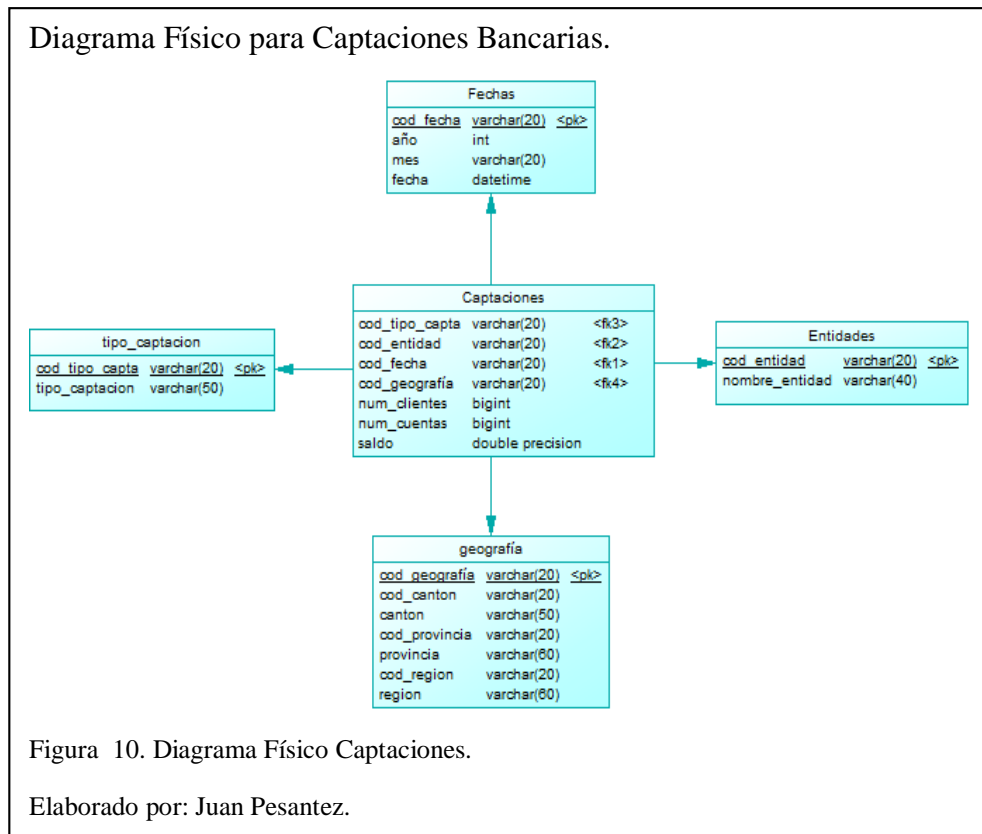 Diagrama Físico para Captaciones Bancarias.
Fechas
cod_fecha varchar(20) <pk>
año int
mes varchar(20)
fecha datetime
Captaciones
cod_tipo_capta varchar(20) <fk3>
cod_entidad varchar(20) <fk2>
cod_fecha varchar(20) <fk1>
cod_geografía varchar(20) <fk4>
num_clientes bigint
num_cuentas bigint
saldo double precision
tipo_captacion
cod_tipo_capta varchar(20) <pk>
tipo_captacion varchar(50)
Entidades
cod_entidad varchar(20) <pk>
nombre_entidad varchar(40)
geografía
cod_geografía varchar(20) <pk>
cod_canton varchar(20)
canton varchar(50)
cod_provincia varchar(20)
provincia varchar(60)
cod_region varchar(20)
region varchar(60)
Figura 10. Diagrama Físico Captaciones.
Elaborado por: Juan Pesantez.